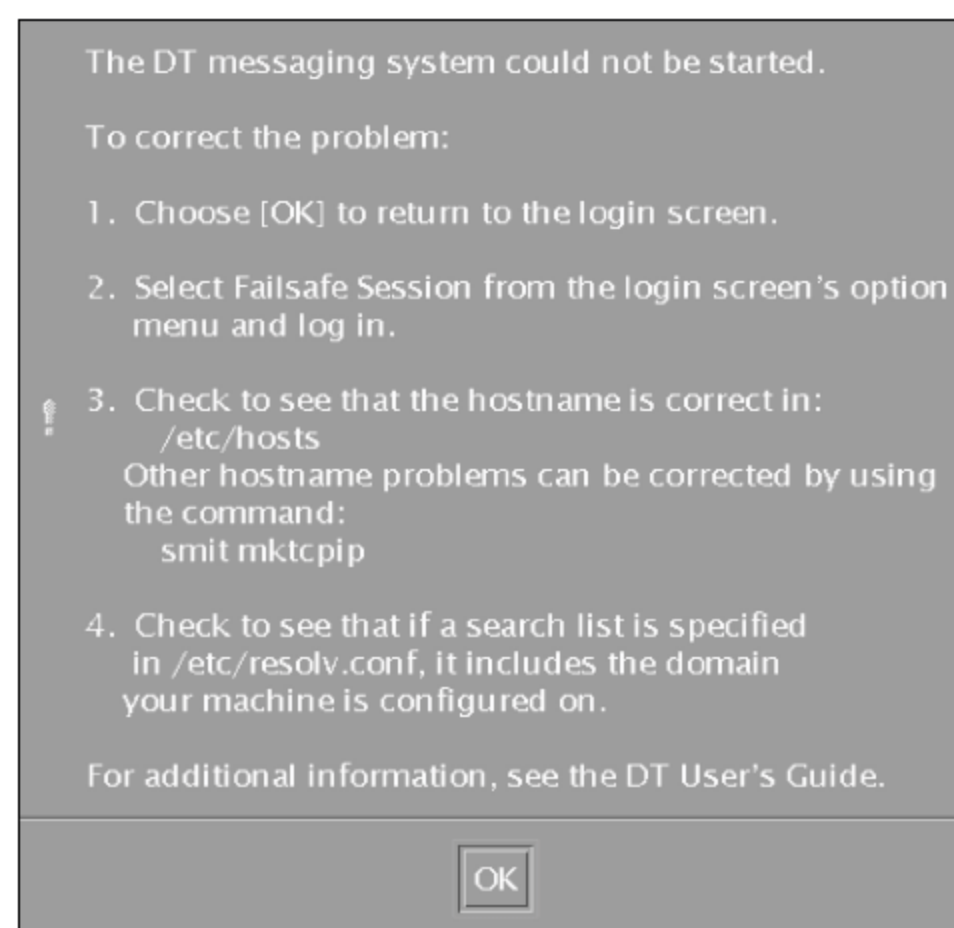 The DT messaging system could not be started.
To correct the problem:
1. Choose [OK] to return to the login screen.
2. Select Failsafe Session from the login screen's option
menu and log in.
3. Check to see that the hostname is correct in:
/etc/hosts
Other hostname problems can be corrected by using
the command:
smit mktcpip
4. Check to see that if a search list is specified
in /etc/resolv.conf, it includes the domain
your machine is configured on.
For additional information, see the DT User's Guide.
OK